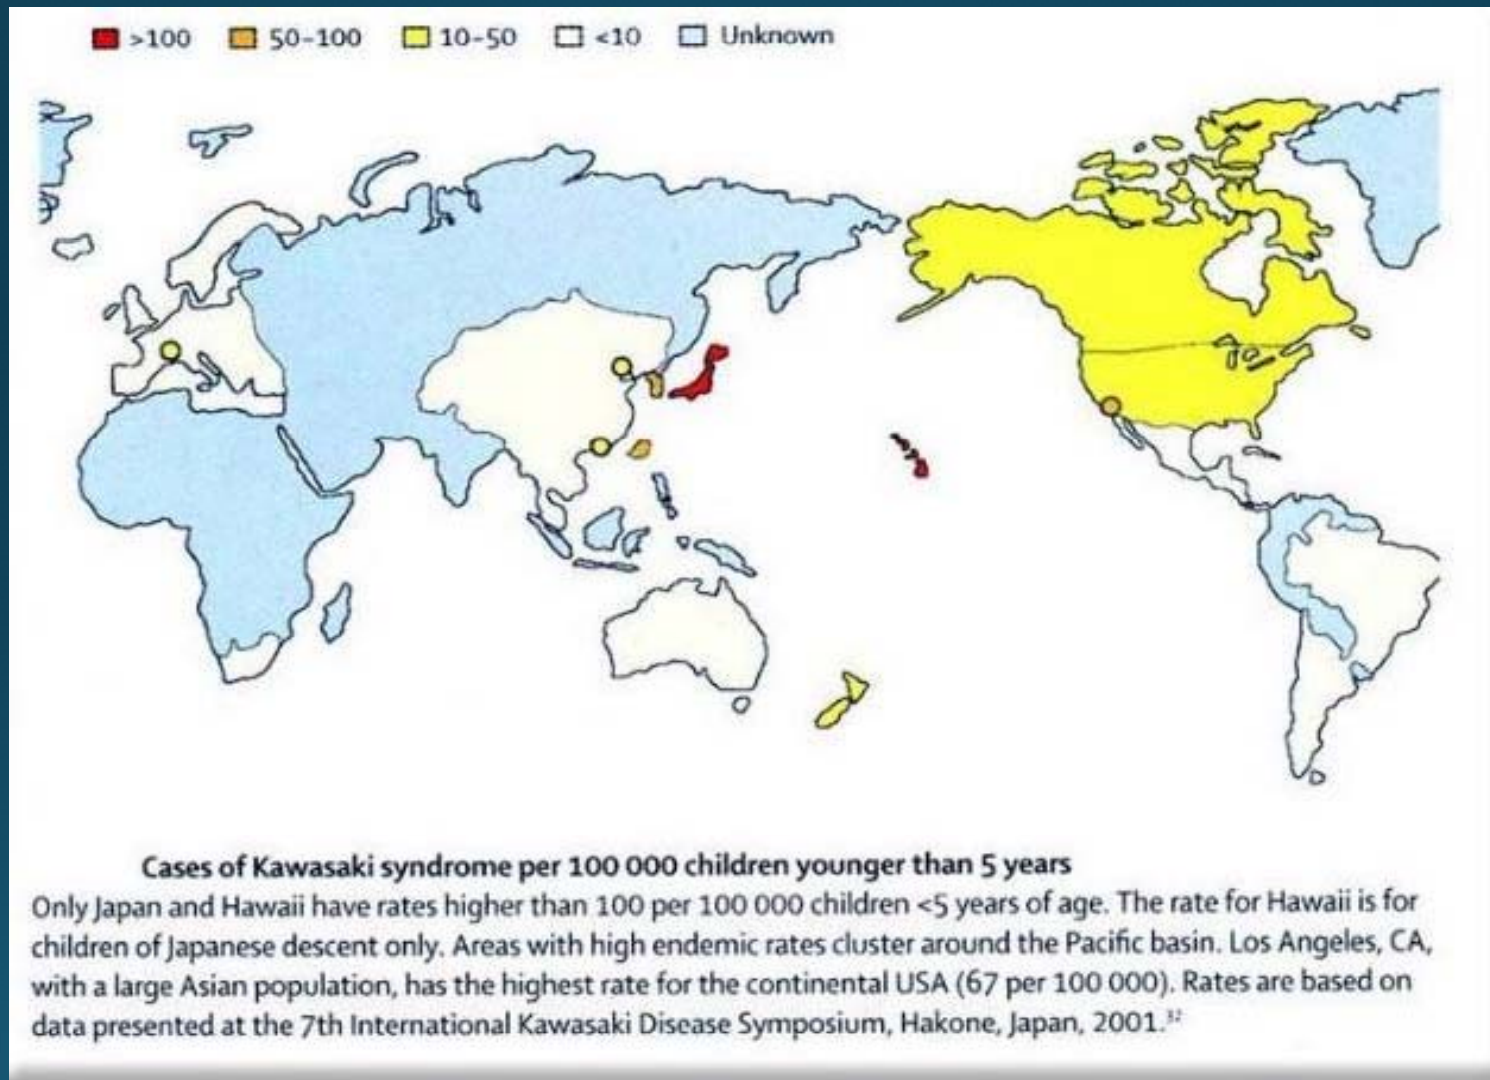 >100 50–100 10–50 <10 Unknown
Cases of Kawasaki syndrome per 100 000 children younger than 5 years
Only Japan and Hawaii have rates higher than 100 per 100 000 children <5 years of age. The rate for Hawaii is for
children of Japanese descent only. Areas with high endemic rates cluster around the Pacific basin. Los Angeles, CA,
with a large Asian population, has the highest rate for the continental USA (67 per 100 000). Rates are based on
data presented at the 7th International Kawasaki Disease Symposium, Hakone, Japan, 2001.³²